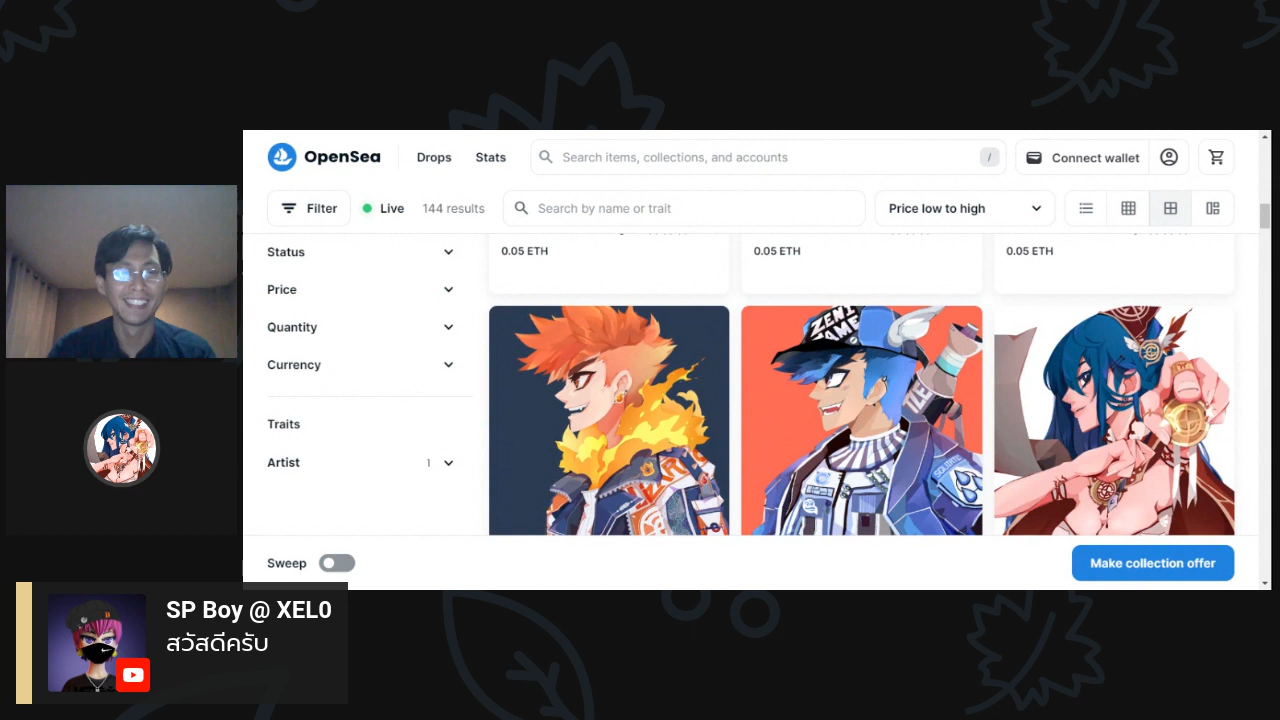 OpenSea
Drops
Stats
Search items, collections, and accounts
/
Connect wallet
Filter
Live
144 results
Search by name or trait
Price low to high
Status
Price
Quantity
Currency
Traits
Artist
1
0.05 ETH
0.05 ETH
0.05 ETH
Sweep
Make collection offer
SP Boy @ XEL0
สวัสดีครับ